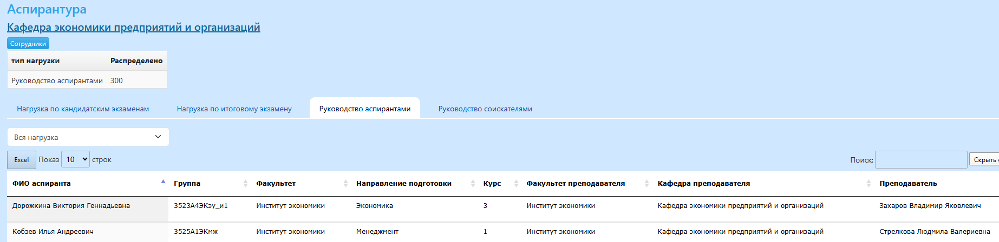 Аспирантура
Кафедра экономики предприятий и организаций
Сотрудники
тип нагрузки Распределено
Руководство аспирантами 300
Нагрузка по кандидатским экзаменам Нагрузка по итоговому экзамену Руководство аспирантами Руководство соискателями
Вся нагрузка
Excel Показ 10 строк Поиск: Скрыть
ФИО аспиранта Группа Факультет Направление подготовки Курс Факультет преподавателя Кафедра преподавателя Преподаватель
Дорожкина Виктория Геннадьевна 3523А4ЭКэу_и1 Институт экономики Экономика 3 Институт экономики Кафедра экономики предприятий и организаций Захаров Владимир Яковлевич
Кобзев Илья Андреевич 3525А1ЭКмж Институт экономики Менеджмент 1 Институт экономики Кафедра экономики предприятий и организаций Стрелкова Людмила Валериевна